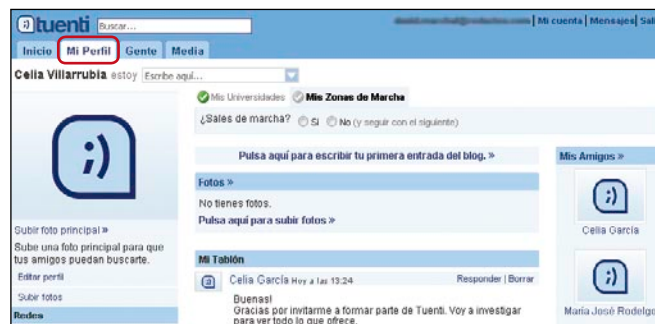 tuenti Buscar...
Mi cuenta | Mensajes | Sali
Inicio Mi Perfil Gente Media
Celia Villarrubia estoy Escribe aquí...
Mis Universidades Mis Zonas de Marcha
¿Sales de marcha? Si No (y seguir con el siguiente)
Pulsa aquí para escribir tu primera entrada del blog. »
Fotos »
No tienes fotos.
Pulsa aquí para subir fotos »
Mi Tablón
Celia García Hoy a las 13:24 Responder | Borrar
Buenas!
Gracias por invitarme a formar parte de Tuenti. Voy a investigar
para ver todo lo que ofrece.
;)
Subir foto principal »
Sube una foto principal para que
tus amigos puedan buscarte.
Editar perfil
Subir fotos
Redes
Mis Amigos »
;)
Celia García
;)
María José Rodelgo